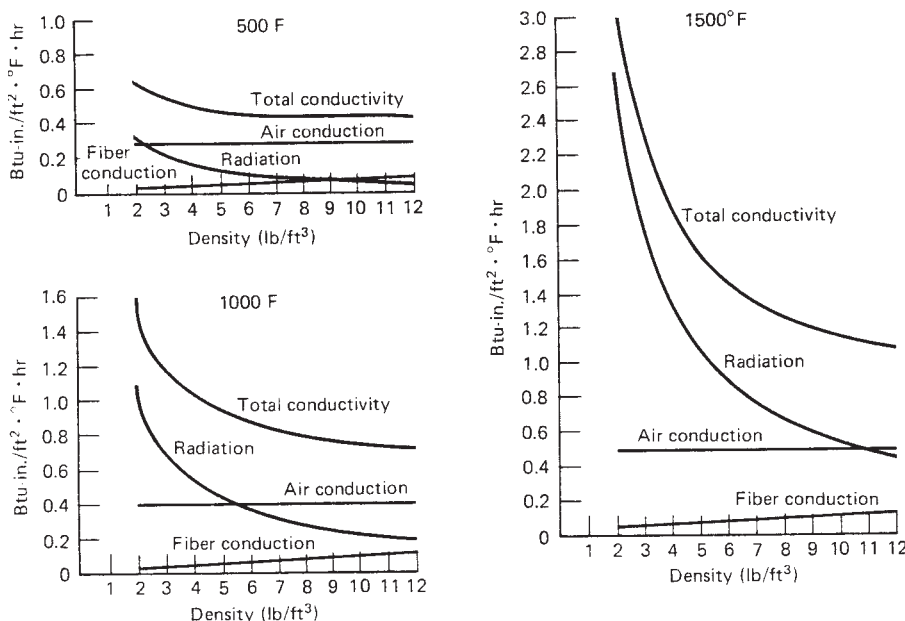 500 F
Btu-in./ft² · °F · hr
1.0
0.8
0.6
0.4
0.2
0
Total conductivity
Air conduction
Fiber
conduction
Radiation
1 2 3 4 5 6 7 8 9 10 11 12
Density (lb/ft³)
1000 F
Btu-in./ft² · °F · hr
1.6
1.4
1.2
1.0
0.8
0.6
0.4
0.2
0
Total conductivity
Radiation
Air conduction
Fiber conduction
1 2 3 4 5 6 7 8 9 10 11 12
Density (lb/ft³)
1500°F
Btu-in./ft² · °F · hr
3.0
2.8
2.6
2.4
2.2
2.0
1.8
1.6
1.4
1.2
1.0
0.8
0.6
0.4
0.2
0
Total conductivity
Radiation
Air conduction
Fiber conduction
1 2 3 4 5 6 7 8 9 10 11 12
Density (lb/ft³)